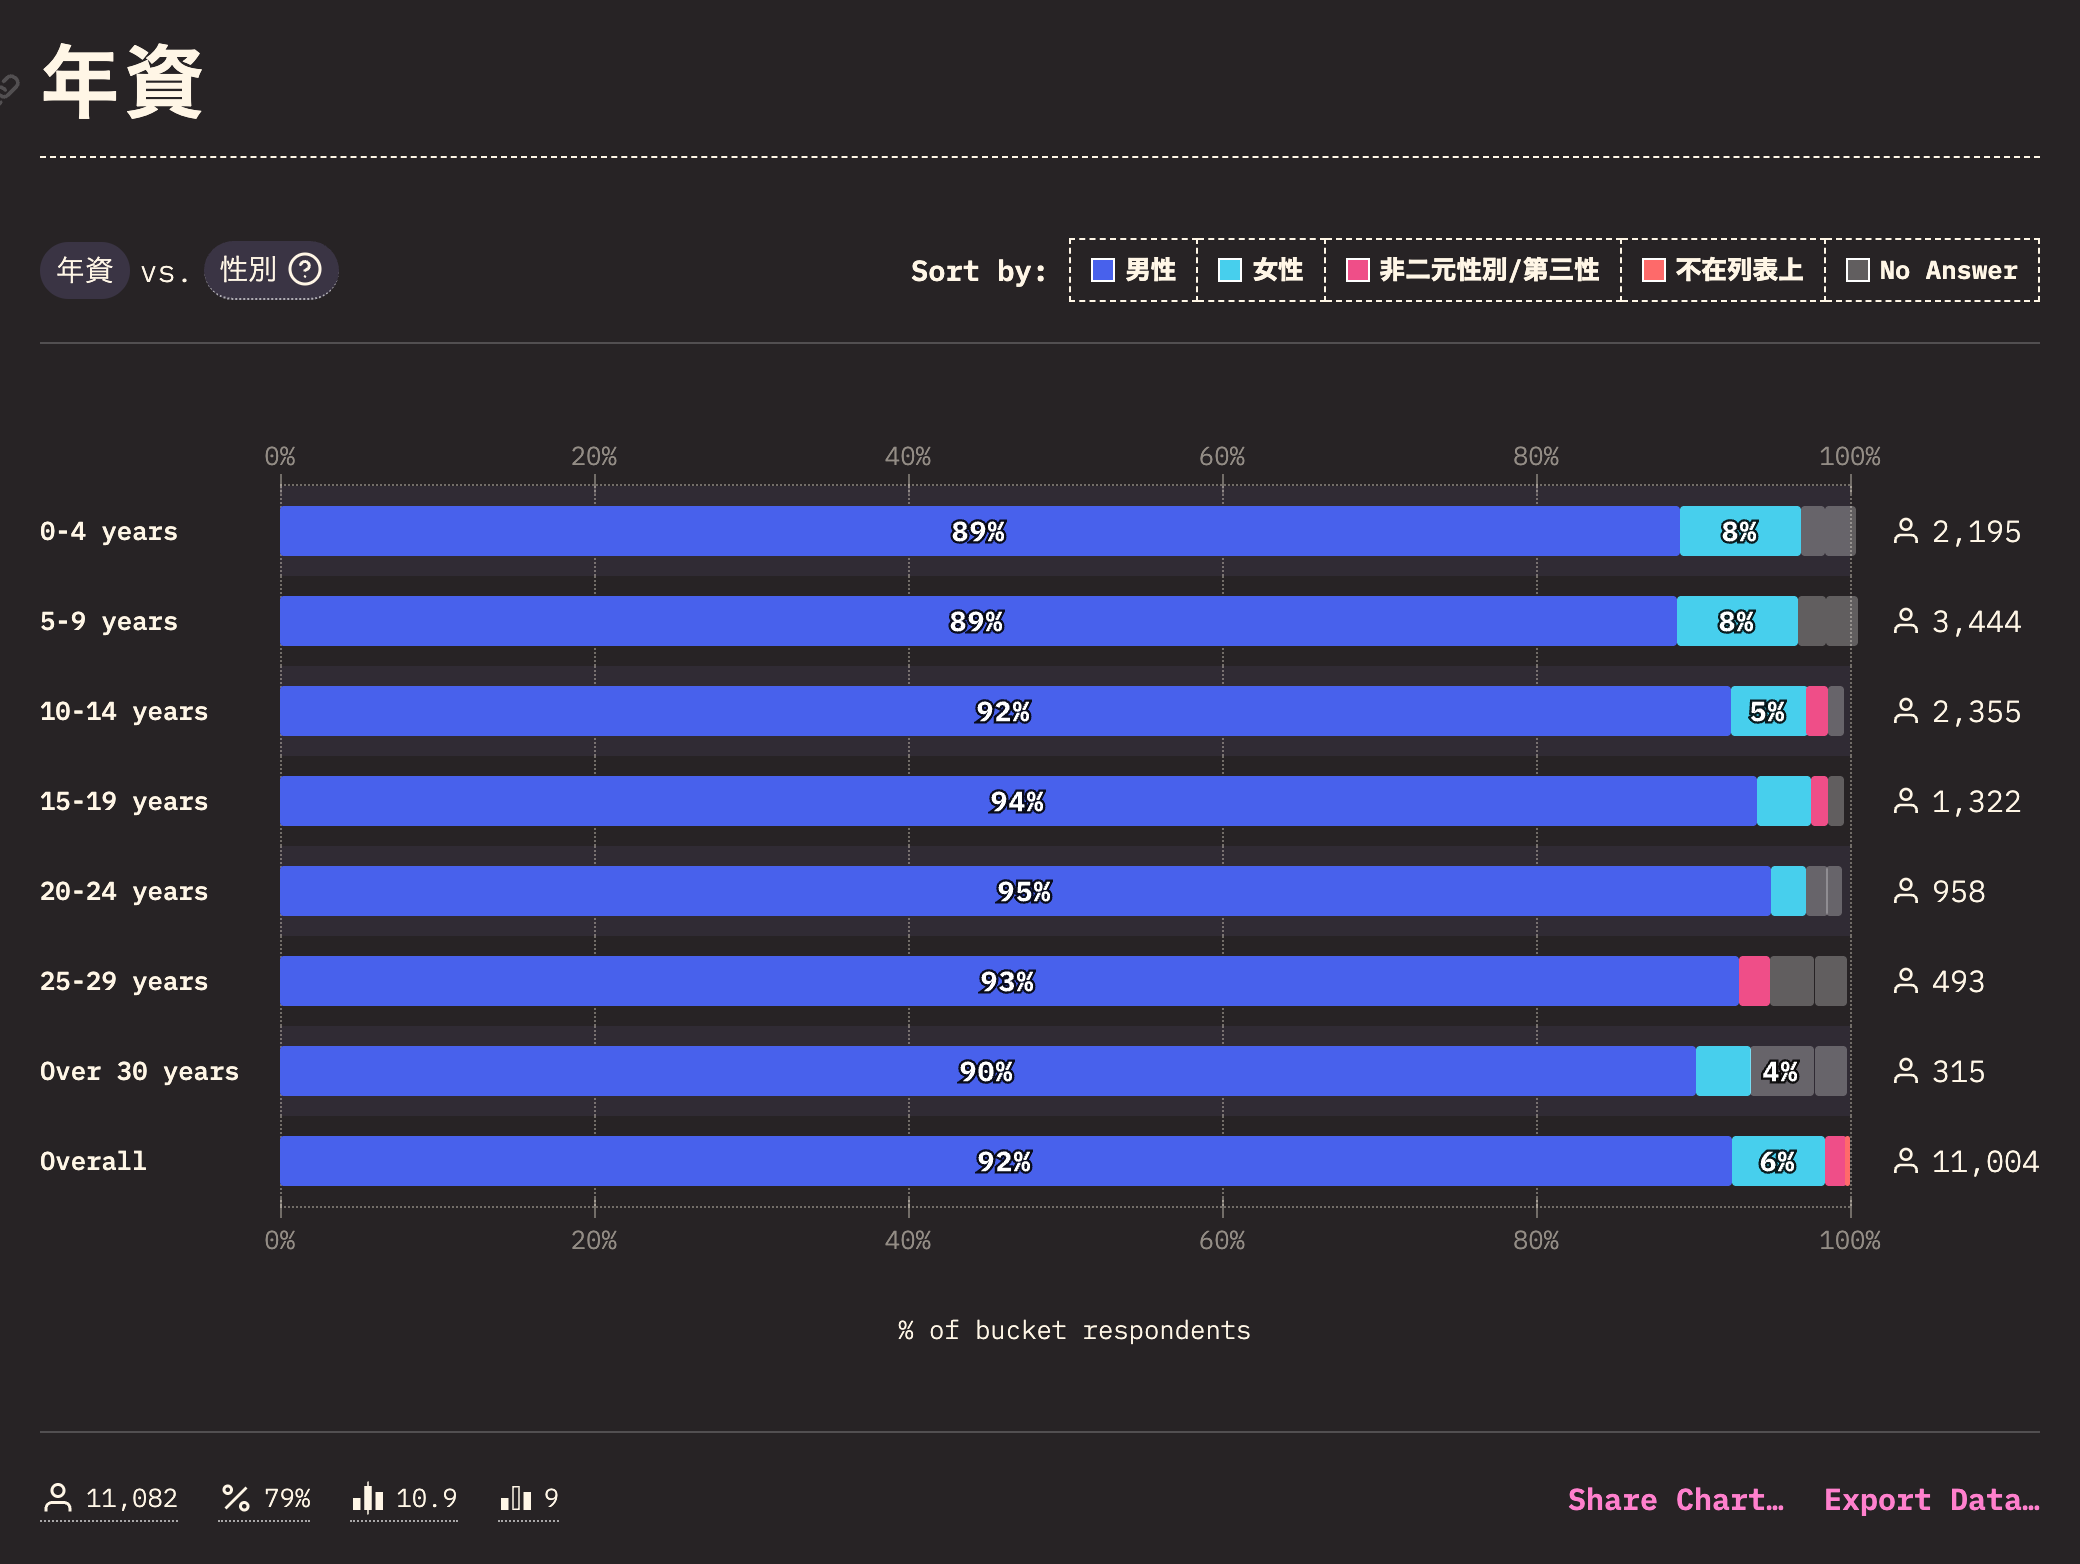 年資
年資 vs. 性別
Sort by: 男性 女性 非二元性別/第三性 不在列表上 No Answer
0% 20% 40% 60% 80% 100%
0-4 years 89% 8% 2,195
5-9 years 89% 8% 3,444
10-14 years 92% 5% 2,355
15-19 years 94% 1,322
20-24 years 95% 958
25-29 years 93% 493
Over 30 years 90% 4% 315
Overall 92% 6% 11,004
0% 20% 40% 60% 80% 100%
% of bucket respondents
11,082 79% 10.9 9 Share Chart… Export Data…